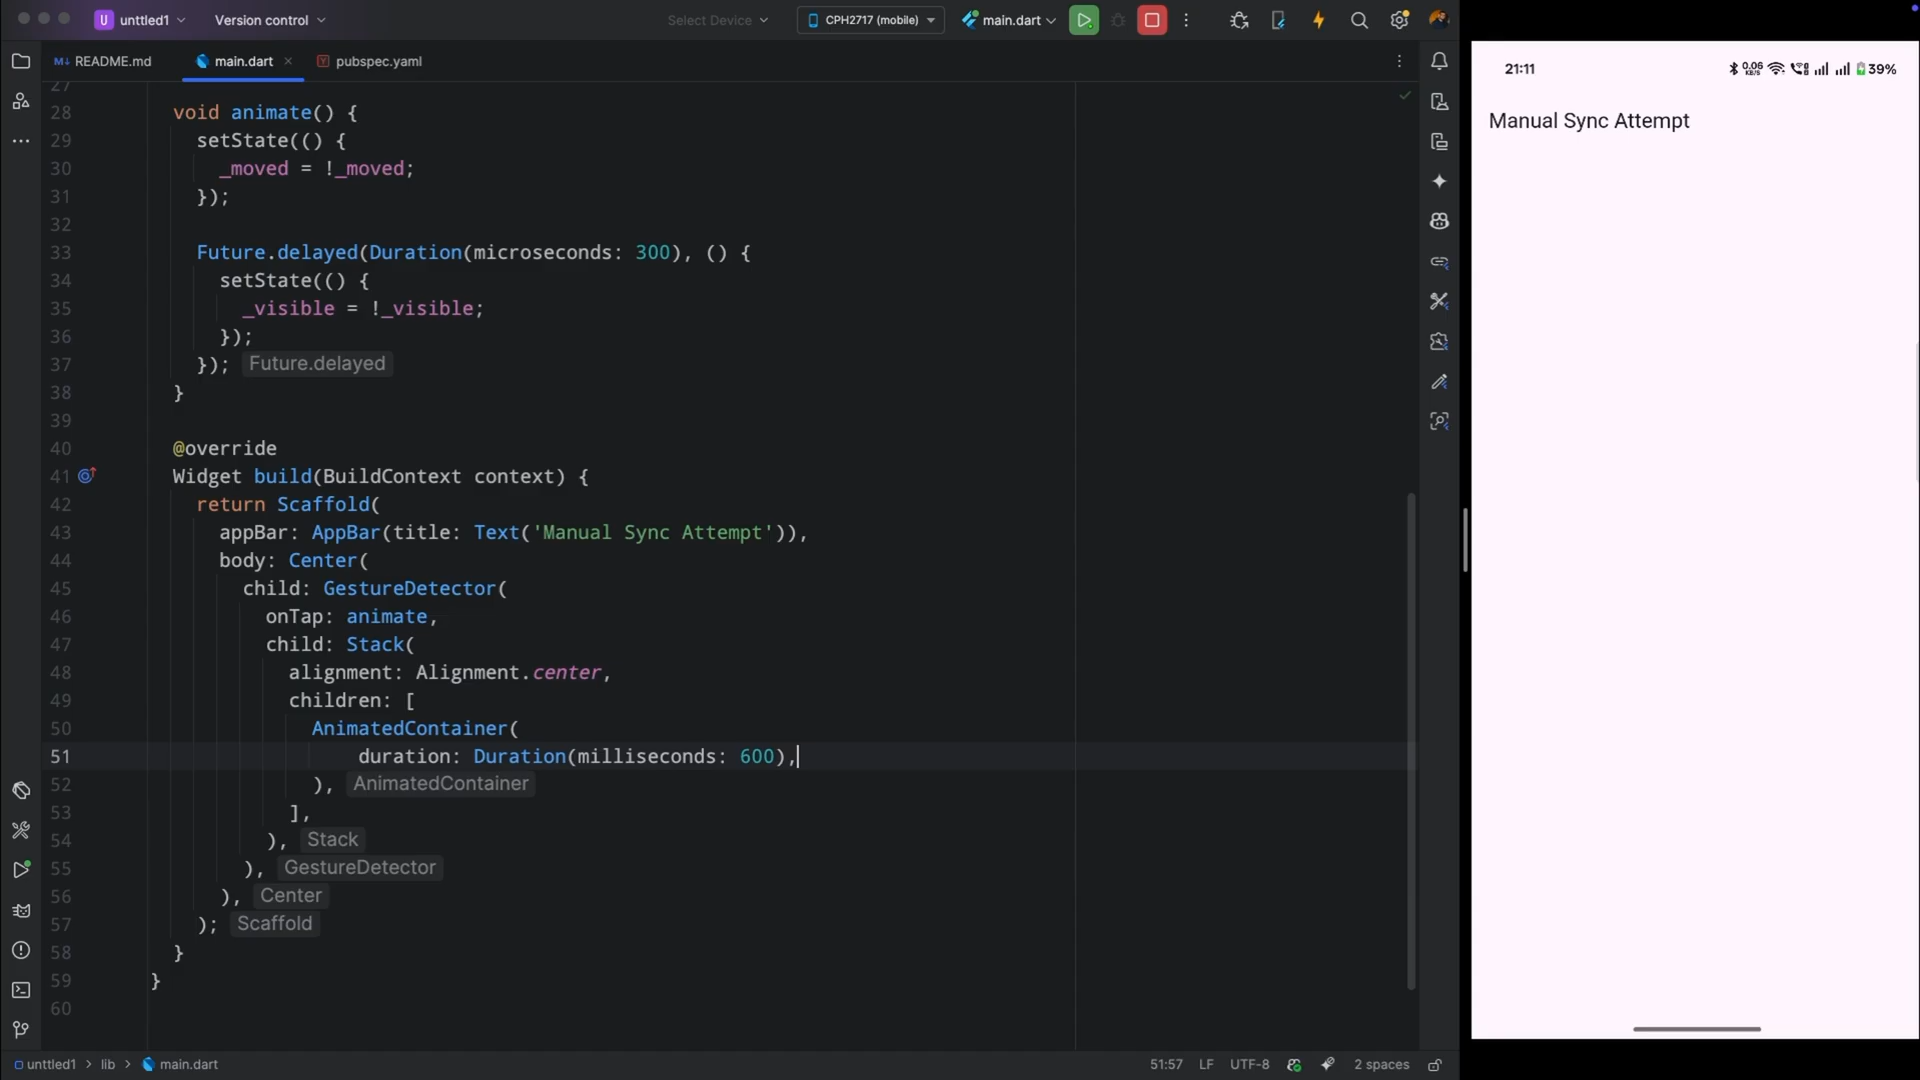 U unttled1
Version control
Select Device
CPH2717 (mobile)
main.dart
README.md
main.dart
pubspec.yaml
27
28 void animate() {
29 setState(() {
30 _moved = !_moved;
31 });
32
33 Future.delayed(Duration(microseconds: 300), () {
34 setState(() {
35 _visible = !_visible;
36 });
37 }); Future.delayed
38 }
39
40 @override
41 Widget build(BuildContext context) {
42 return Scaffold(
43 appBar: AppBar(title: Text('Manual Sync Attempt')),
44 body: Center(
45 child: GestureDetector(
46 onTap: animate,
47 child: Stack(
48 alignment: Alignment.center,
49 children: [
50 AnimatedContainer(
51 duration: Duration(milliseconds: 600),
52 ), AnimatedContainer
53 ],
54 ), Stack
55 ), GestureDetector
56 ), Center
57 ); Scaffold
58 }
59 }
60
unttled1 > lib > main.dart
51:57 LF UTF-8 2 spaces
21:11
0.06 KB/S
39%
Manual Sync Attempt